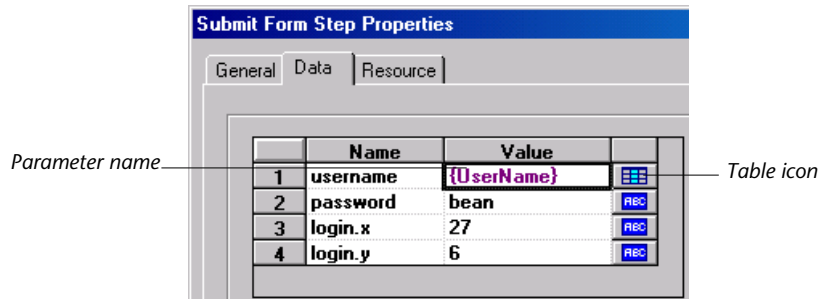 Submit Form Step Properties
General Data Resource
Name Value
Parameter name Table icon
1 username {UserName}
2 password bean ABC
3 login.x 27 ABC
4 login.y 6 ABC